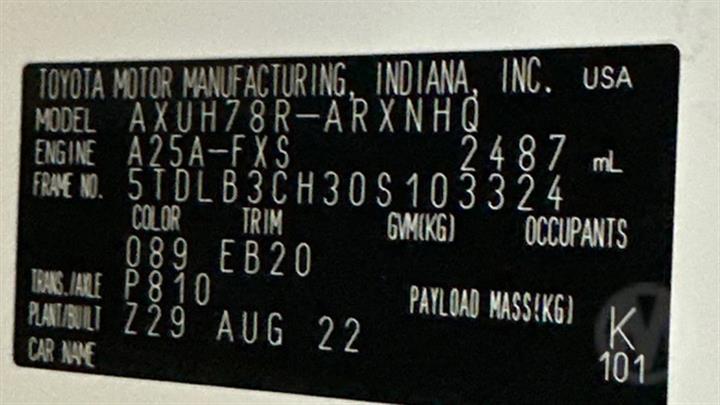 TOYOTA MOTOR MANUFACTURING, INDIANA, INC. USA
MODEL AXUH78R-ARXNHQ
ENGINE A25A-FXS 2487 mL
FRAME NO. 5TDLB3CH30S103324
COLOR TRIM GVM(KG) OCCUPANTS
089 EB20
TRANS./AXLE P810 PAYLOAD MASS(KG)
PLANT/BUILT Z29 AUG 22 K
CAR NAME 101